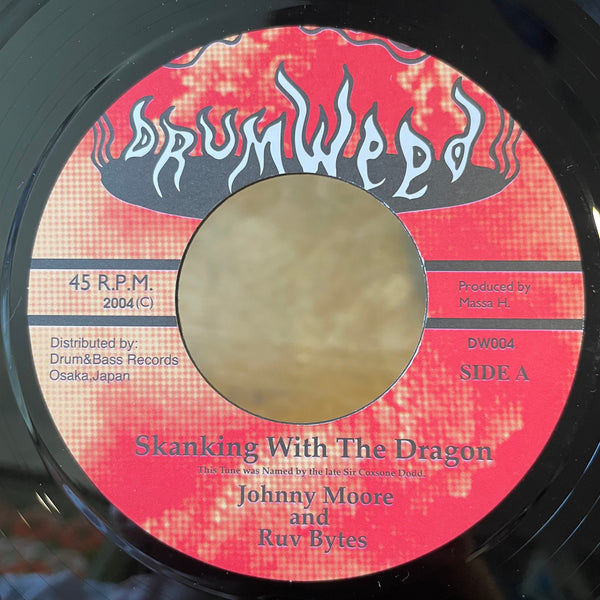 DRUMWEED
45 R.P.M.
2004 (C)
Produced by
Massa H.
Distributed by:
Drum&Bass Records
Osaka.Japan
DW004
SIDE A
Skanking With The Dragon
This Tune was Named by the late Sir Coxsone Dodd..
Johnny Moore
and
Ruv Bytes